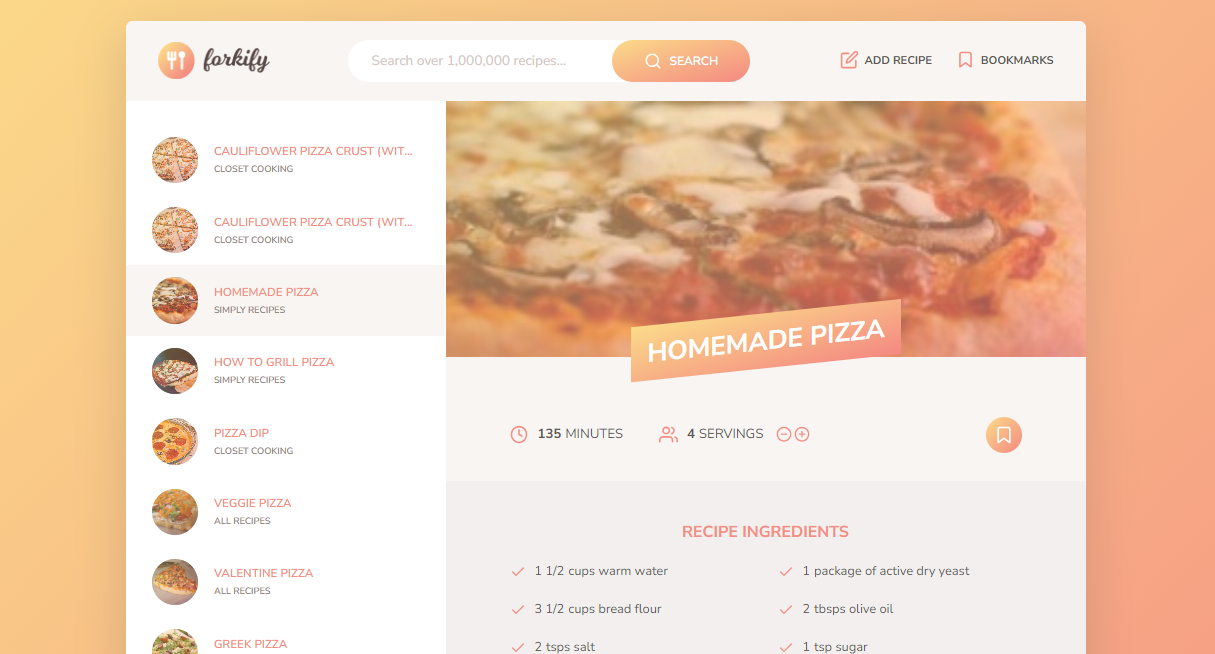 forkify
Search over 1,000,000 recipes...
SEARCH
ADD RECIPE
BOOKMARKS
CAULIFLOWER PIZZA CRUST (WIT...
CLOSET COOKING
CAULIFLOWER PIZZA CRUST (WIT...
CLOSET COOKING
HOMEMADE PIZZA
SIMPLY RECIPES
HOW TO GRILL PIZZA
SIMPLY RECIPES
PIZZA DIP
CLOSET COOKING
VEGGIE PIZZA
ALL RECIPES
VALENTINE PIZZA
ALL RECIPES
GREEK PIZZA
HOMEMADE PIZZA
135 MINUTES
4 SERVINGS
RECIPE INGREDIENTS
1 1/2 cups warm water
1 package of active dry yeast
3 1/2 cups bread flour
2 tbsps olive oil
2 tsps salt
1 tsp sugar